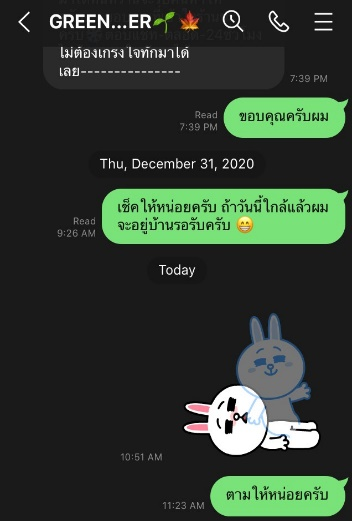 GREEN...ER🌱🍁
ไม่ต้องเกรงใจทักมาได้
เลย---------------
7:39 PM
ขอบคุณครับผม
Read
7:39 PM
Thu, December 31, 2020
เช็คให้หน่อยครับ ถ้าวันนี้ใกล้แล้วผม
จะอยู่บ้านรอรับครับ 😁
Read
9:26 AM
Today
10:51 AM
ตามให้หน่อยครับ
11:23 AM